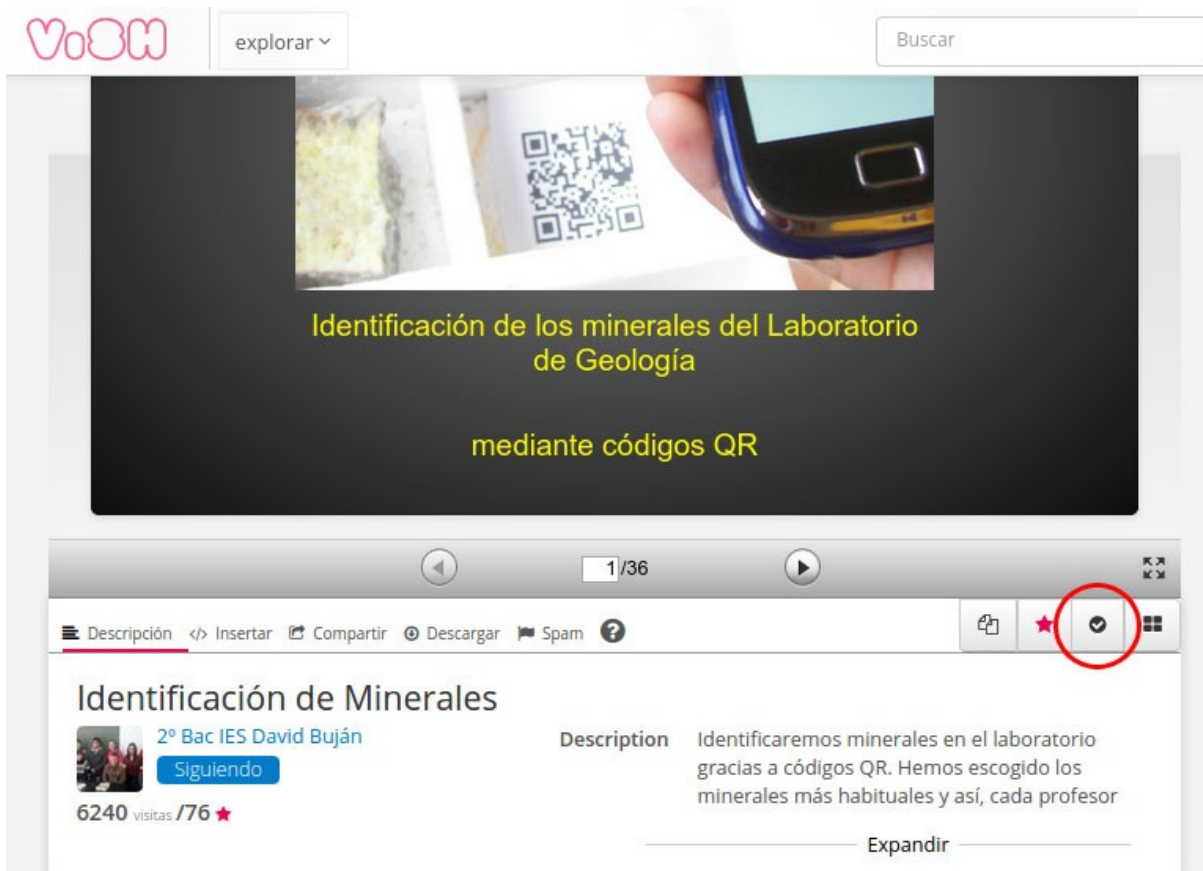 ViSH
explorar
Buscar
Identificación de los minerales del Laboratorio
de Geología
mediante códigos QR
1/36
Descripción </> Insertar Compartir Descargar Spam ?
Identificación de Minerales
2º Bac IES David Buján
Siguiendo
6240 visitas /76
Description Identificaremos minerales en el laboratorio
gracias a códigos QR. Hemos escogido los
minerales más habituales y así, cada profesor
Expandir